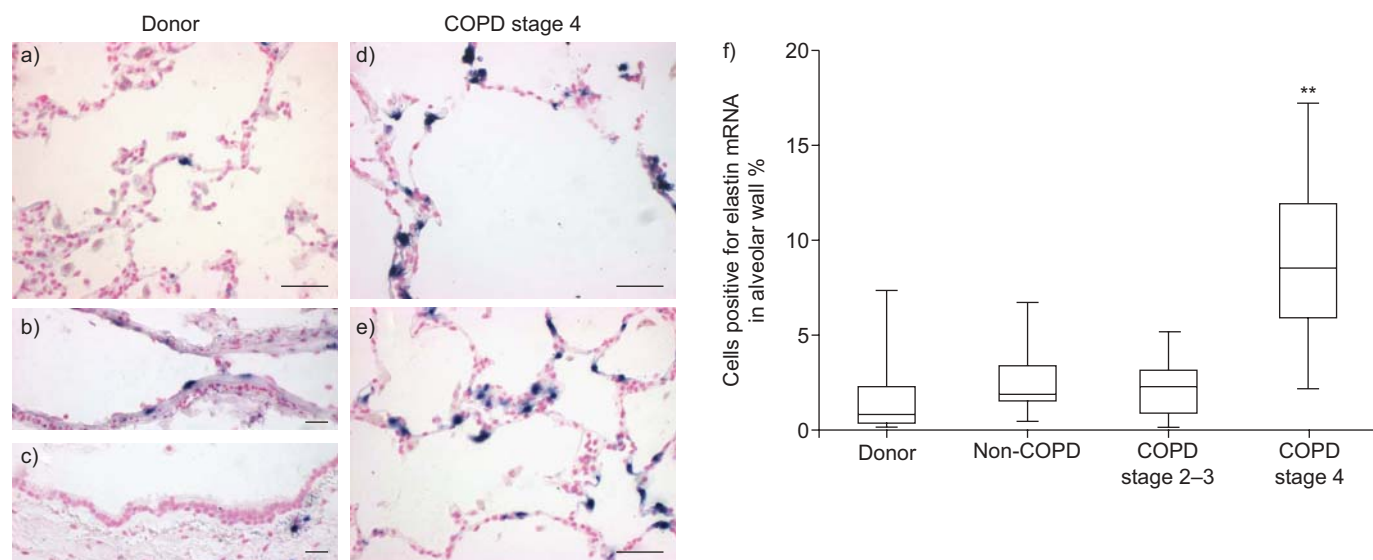 Donor
COPD stage 4
a)
b)
c)
d)
e)
f)
Cells positive for elastin mRNA
in alveolar wall %
20
15
10
5
0
**
Donor
Non-COPD
COPD
stage 2–3
COPD
stage 4